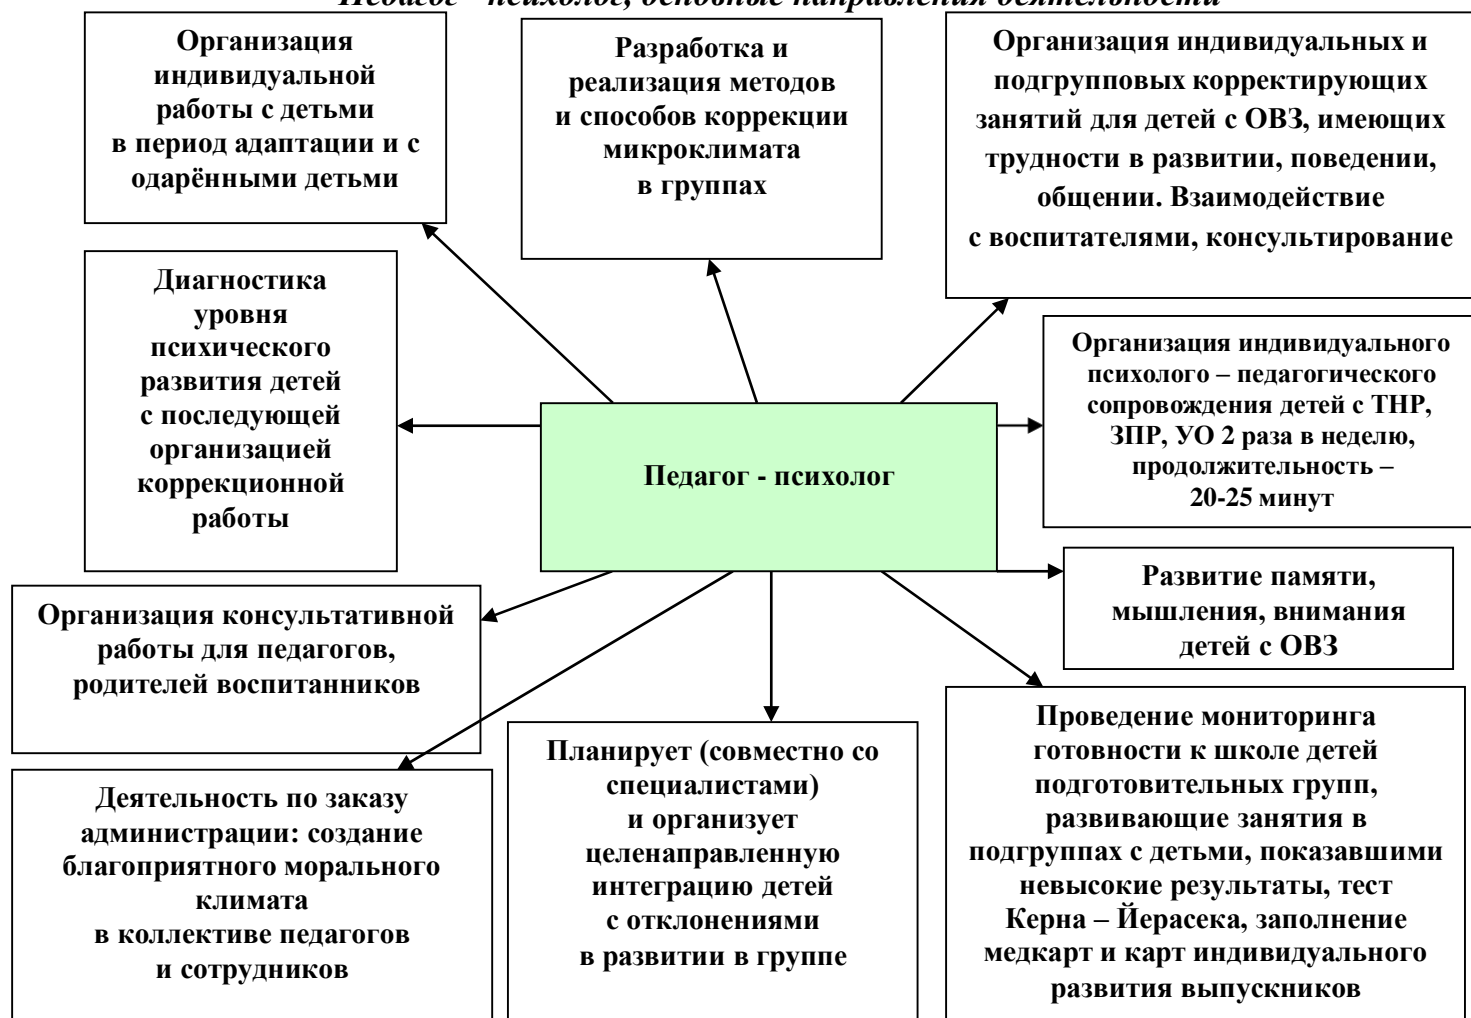 Педагог - психолог, основные направления деятельности
Организация
индивидуальной
работы с детьми
в период адаптации и с
одарёнными детьми
Разработка и
реализация методов
и способов коррекции
микроклимата
в группах
Организация индивидуальных и
подгрупповых корректирующих
занятий для детей с ОВЗ, имеющих
трудности в развитии, поведении,
общении. Взаимодействие
с воспитателями, консультирование
Диагностика
уровня
психического
развития детей
с последующей
организацией
коррекционной
работы
Педагог - психолог
Организация индивидуального
психолого – педагогического
сопровождения детей с ТНР,
ЗПР, УО 2 раза в неделю,
продолжительность –
20-25 минут
Развитие памяти,
мышления, внимания
детей с ОВЗ
Организация консультативной
работы для педагогов,
родителей воспитанников
Деятельность по заказу
администрации: создание
благоприятного морального
климата
в коллективе педагогов
и сотрудников
Планирует (совместно со
специалистами)
и организует
целенаправленную
интеграцию детей
с отклонениями
в развитии в группе
Проведение мониторинга
готовности к школе детей
подготовительных групп,
развивающие занятия в
подгруппах с детьми, показавшими
невысокие результаты, тест
Керна – Йерасека, заполнение
медкарт и карт индивидуального
развития выпускников